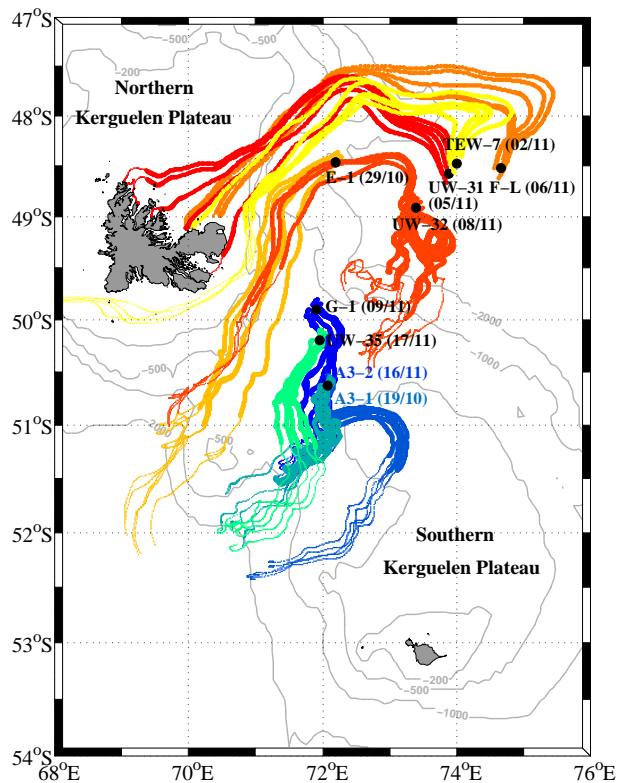 47°S
48°S
49°S
50°S
51°S
52°S
53°S
54°S
−500
−500
−200
Northern
Kerguelen Plateau
TEW−7 (02/11)
E−1 (29/10)
UW−31 F−L (06/11)
(05/11)
UW−32 (08/11)
G−1 (09/11)
−2000
UW−35 (17/11)
−1000
−500
A3−2 (16/11)
A3−1 (19/10)
−500
Southern
Kerguelen Plateau
−200
−500
−1000
68°E
70°E
72°E
74°E
76°E